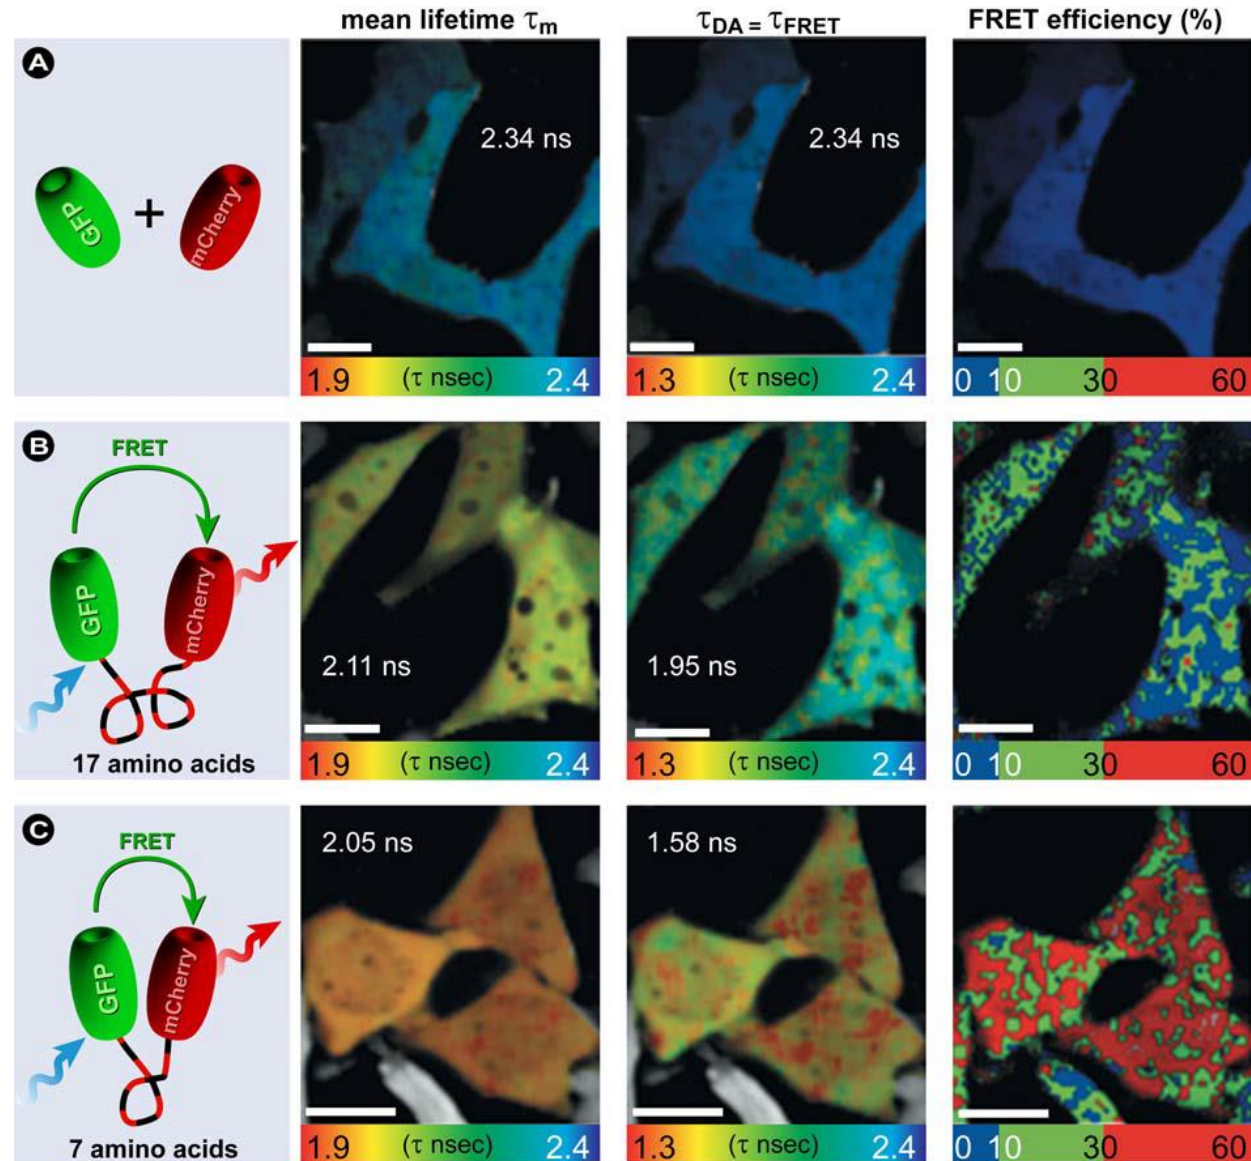 mean lifetime τm
τDA = τFRET
FRET efficiency (%)
A
GFP + mCherry
2.34 ns
2.34 ns
1.9 (τ nsec) 2.4
1.3 (τ nsec) 2.4
0 10 30 60
B
FRET
GFP
mCherry
17 amino acids
2.11 ns
1.95 ns
1.9 (τ nsec) 2.4
1.3 (τ nsec) 2.4
0 10 30 60
C
FRET
GFP
mCherry
7 amino acids
2.05 ns
1.58 ns
1.9 (τ nsec) 2.4
1.3 (τ nsec) 2.4
0 10 30 60